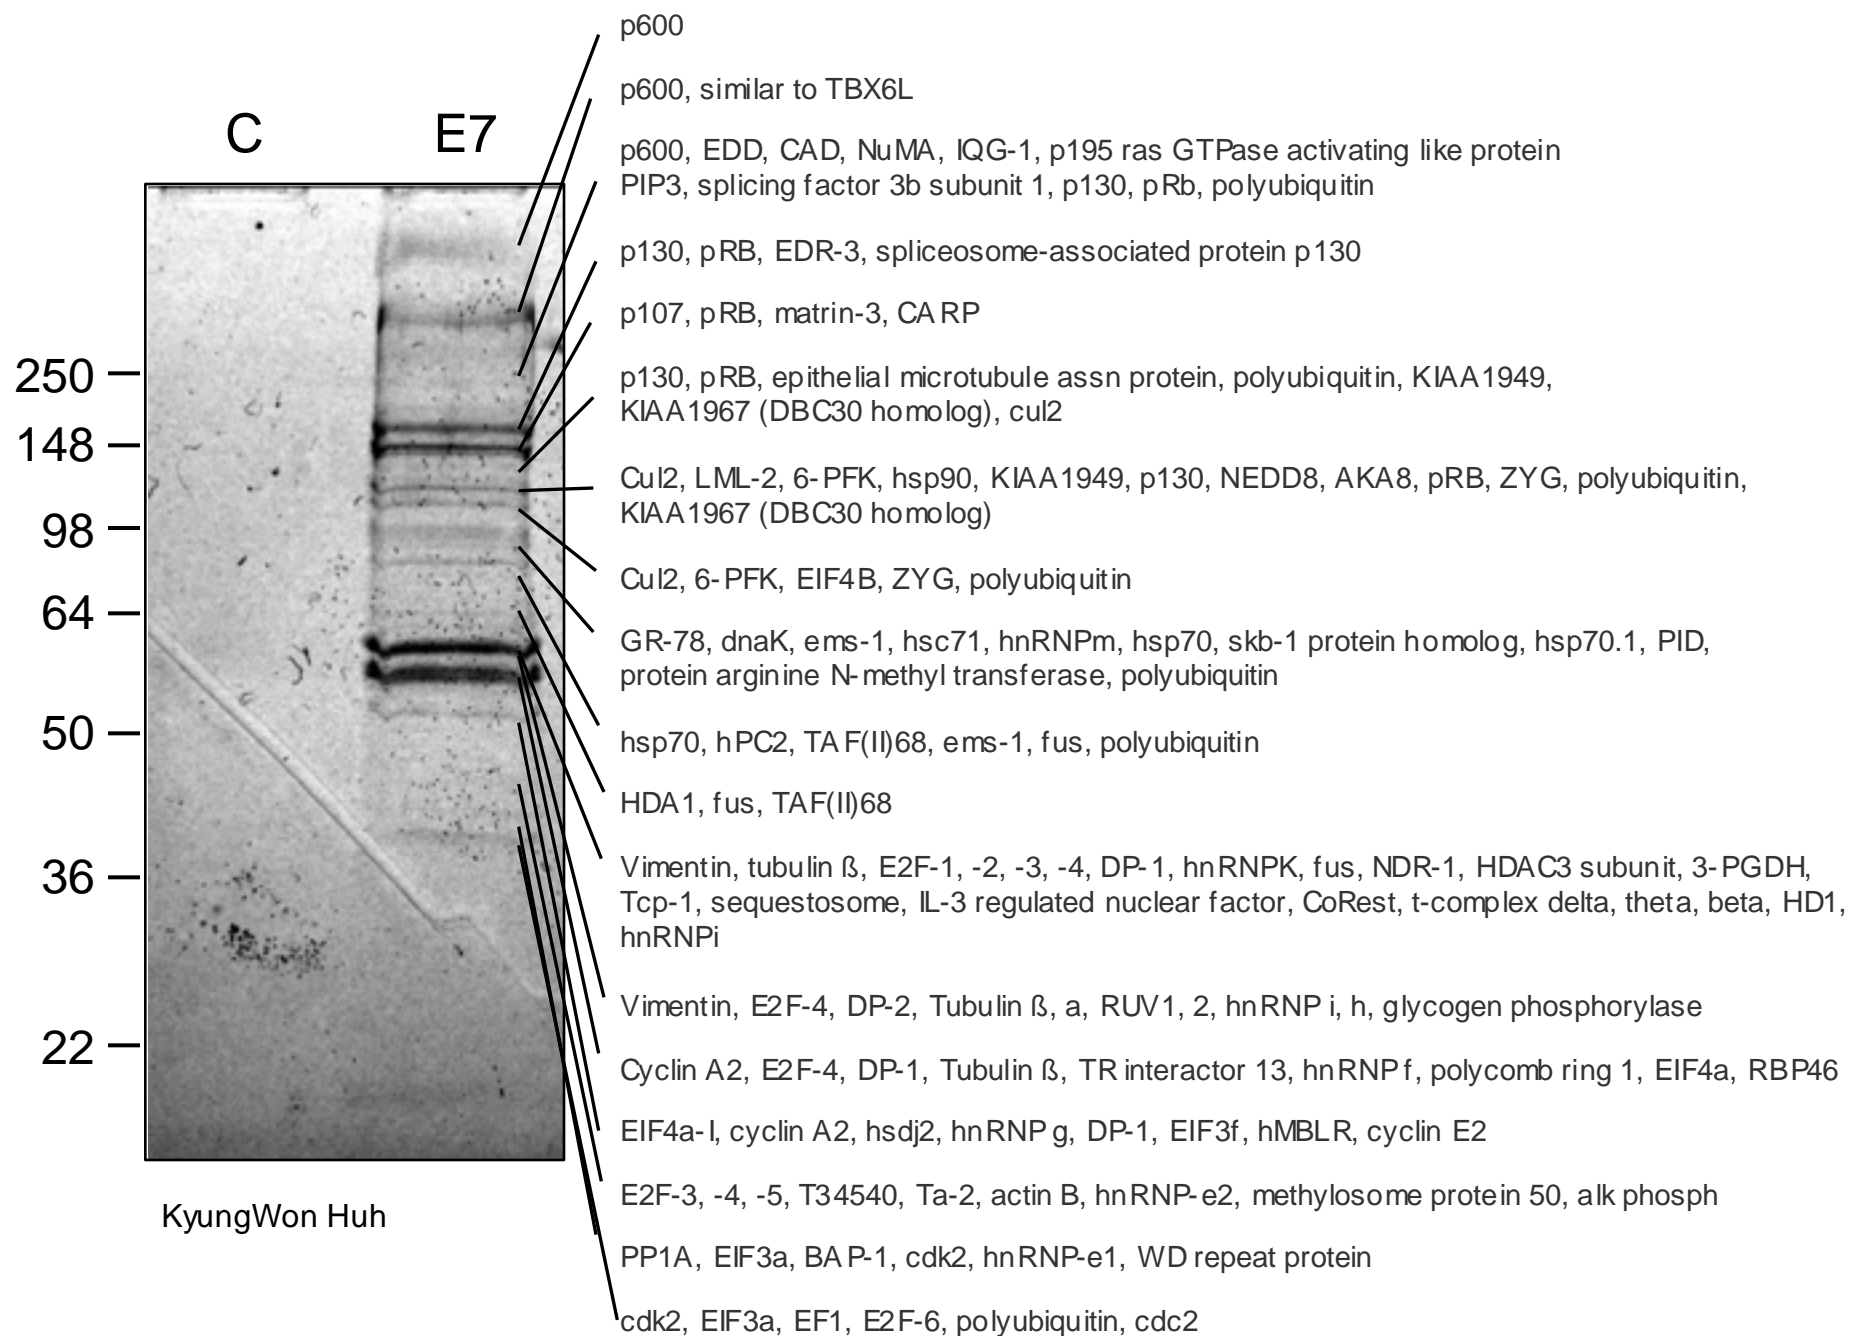 p600
p600, similar to TBX6L
C E7
p600, EDD, CAD, NuMA, IQG-1, p195 ras GTPase activating like protein
PIP3, splicing factor 3b subunit 1, p130, pRb, polyubiquitin
p130, pRB, EDR-3, spliceosome-associated protein p130
p107, pRB, matrin-3, CARP
250
p130, pRB, epithelial microtubule assn protein, polyubiquitin, KIAA1949,
KIAA1967 (DBC30 homolog), cul2
148
Cul2, LML-2, 6-PFK, hsp90, KIAA1949, p130, NEDD8, AKA8, pRB, ZYG, polyubiquitin,
KIAA1967 (DBC30 homolog)
98
Cul2, 6-PFK, EIF4B, ZYG, polyubiquitin
64
GR-78, dnaK, ems-1, hsc71, hnRNPm, hsp70, skb-1 protein homolog, hsp70.1, PID,
protein arginine N-methyl transferase, polyubiquitin
50
hsp70, hPC2, TAF(II)68, ems-1, fus, polyubiquitin
HDA1, fus, TAF(II)68
36
Vimentin, tubulin ß, E2F-1, -2, -3, -4, DP-1, hnRNPK, fus, NDR-1, HDAC3 subunit, 3-PGDH,
Tcp-1, sequestosome, IL-3 regulated nuclear factor, CoRest, t-complex delta, theta, beta, HD1,
hnRNPi
Vimentin, E2F-4, DP-2, Tubulin ß, a, RUV1, 2, hnRNP i, h, glycogen phosphorylase
22
Cyclin A2, E2F-4, DP-1, Tubulin ß, TR interactor 13, hnRNP f, polycomb ring 1, EIF4a, RBP46
EIF4a-I, cyclin A2, hsdj2, hnRNP g, DP-1, EIF3f, hMBLR, cyclin E2
E2F-3, -4, -5, T34540, Ta-2, actin B, hnRNP-e2, methylosome protein 50, alk phosph
KyungWon Huh
PP1A, EIF3a, BAP-1, cdk2, hnRNP-e1, WD repeat protein
cdk2, EIF3a, EF1, E2F-6, polyubiquitin, cdc2